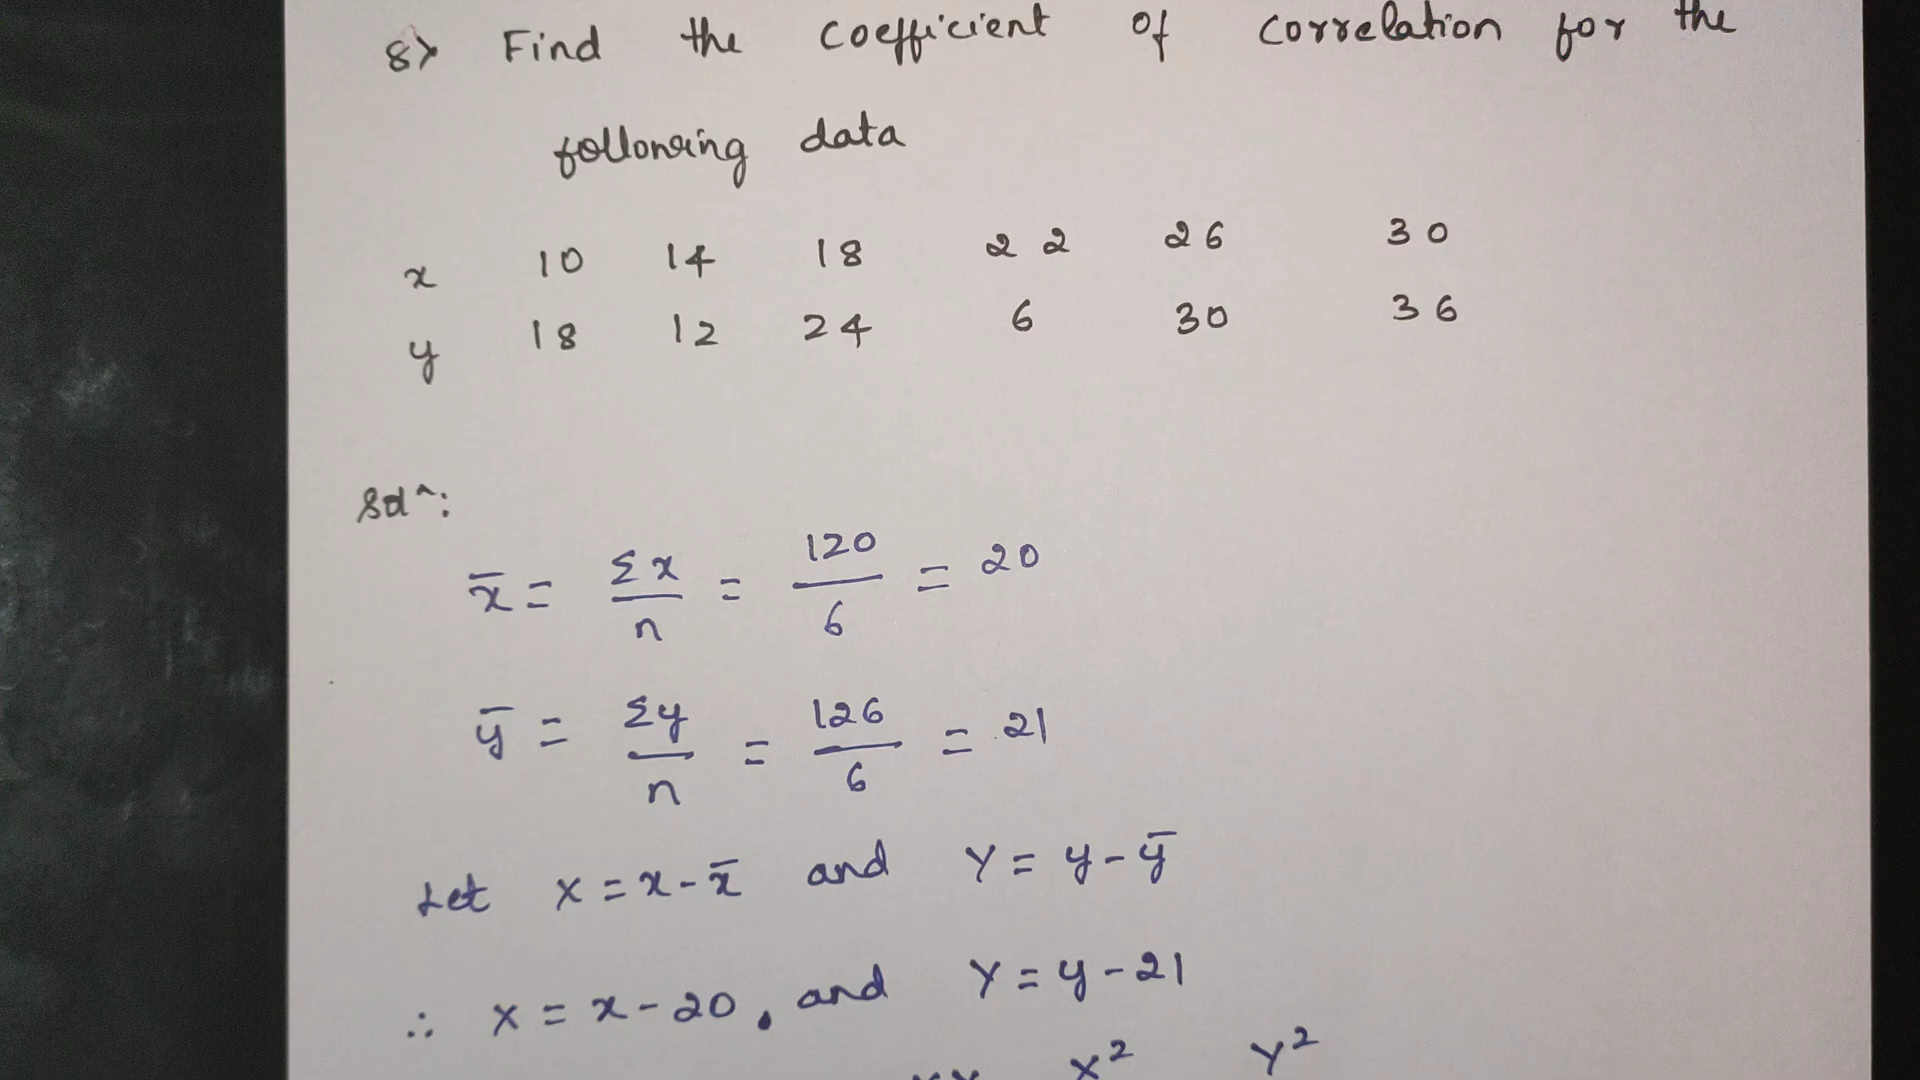 8) Find the coefficient of correlation for the
following data
x 10 14 18 22 26 30
y 18 12 24 6 30 36
Solⁿ:
x̄ = Σx/n = 120/6 = 20
ȳ = Σy/n = 126/6 = 21
Let X = x - x̄ and Y = y - ȳ
∴ X = x - 20, and Y = y - 21
X² Y²